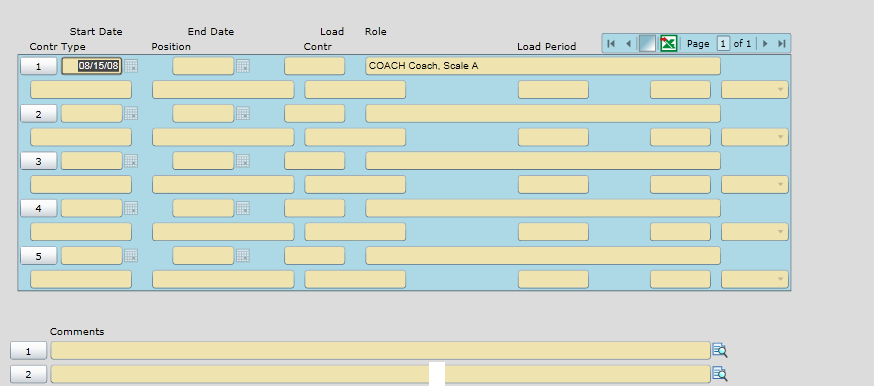 Start Date End Date Load Role
Contr Type Position Contr Load Period Page 1 of 1
1 08/15/08 COACH Coach, Scale A
2
3
4
5
Comments
1
2